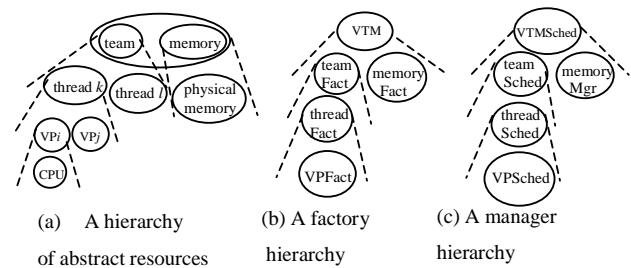 team memory
thread k thread l physical memory
VPi VPj
CPU
(a) A hierarchy
of abstract resources
VTM
team Fact memory Fact
thread Fact
VPFact
(b) A factory
hierarchy
VTMSched
team Sched memory Mgr
thread Sched
VPSched
(c) A manager
hierarchy